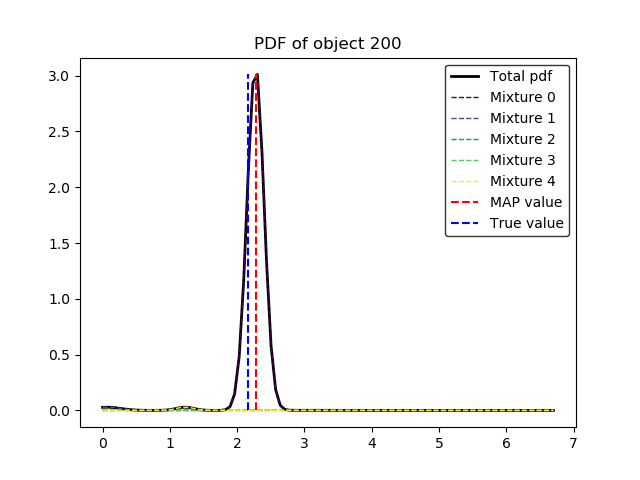 PDF of object 200
Total pdf
Mixture 0
Mixture 1
Mixture 2
Mixture 3
Mixture 4
MAP value
True value
3.0
2.5
2.0
1.5
1.0
0.5
0.0
0 1 2 3 4 5 6 7